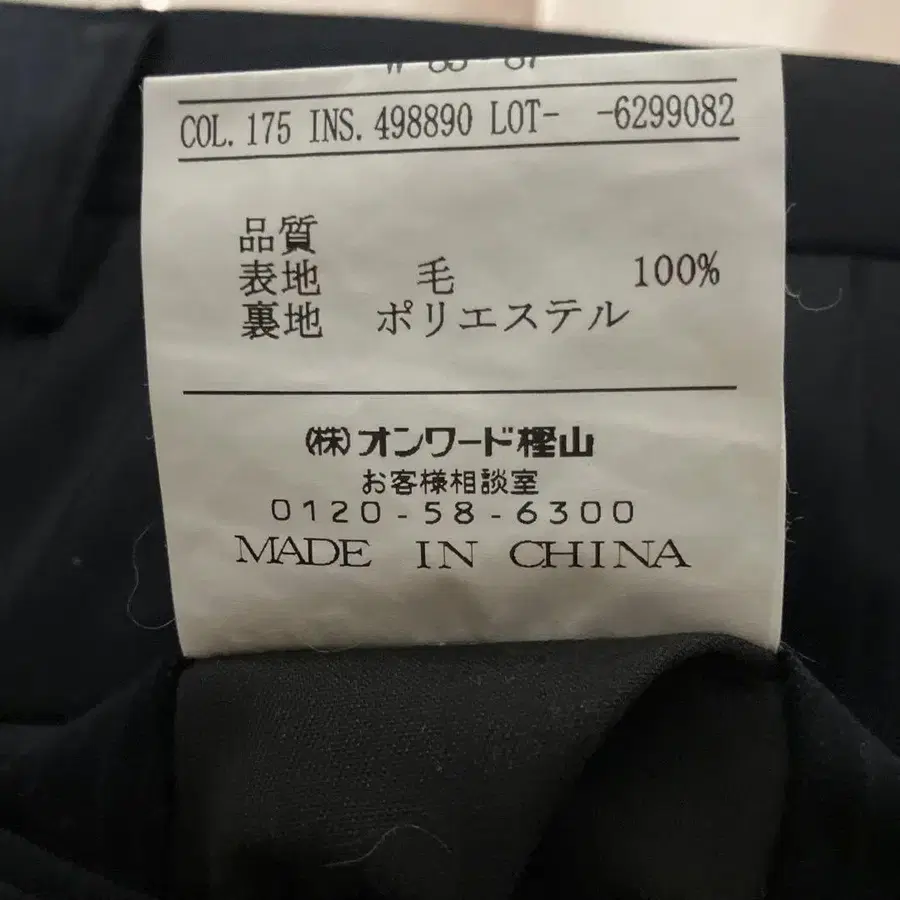 COL. 175 INS. 498890 LOT- -6299082
品質
表地 毛 100%
裏地 ポリエステル
(株)オンワード樫山
お客様相談室
0120-58-6300
MADE IN CHINA